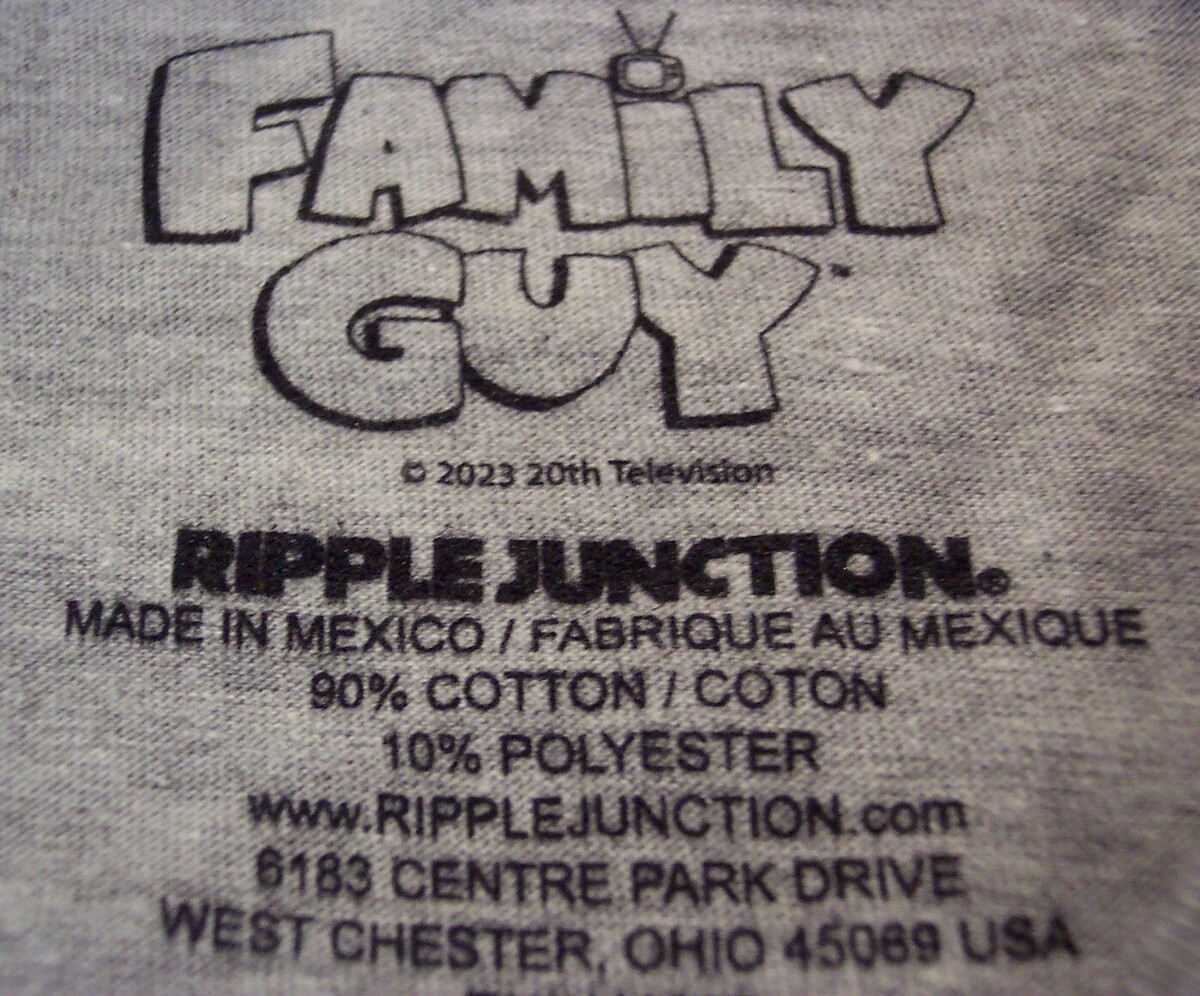 FAMiLY
GUY™
© 2023 20th Television
RIPPLE JUNCTION®
MADE IN MEXICO / FABRIQUE AU MEXIQUE
90% COTTON / COTON
10% POLYESTER
www.RIPPLEJUNCTION.com
6183 CENTRE PARK DRIVE
WEST CHESTER, OHIO 45069 USA